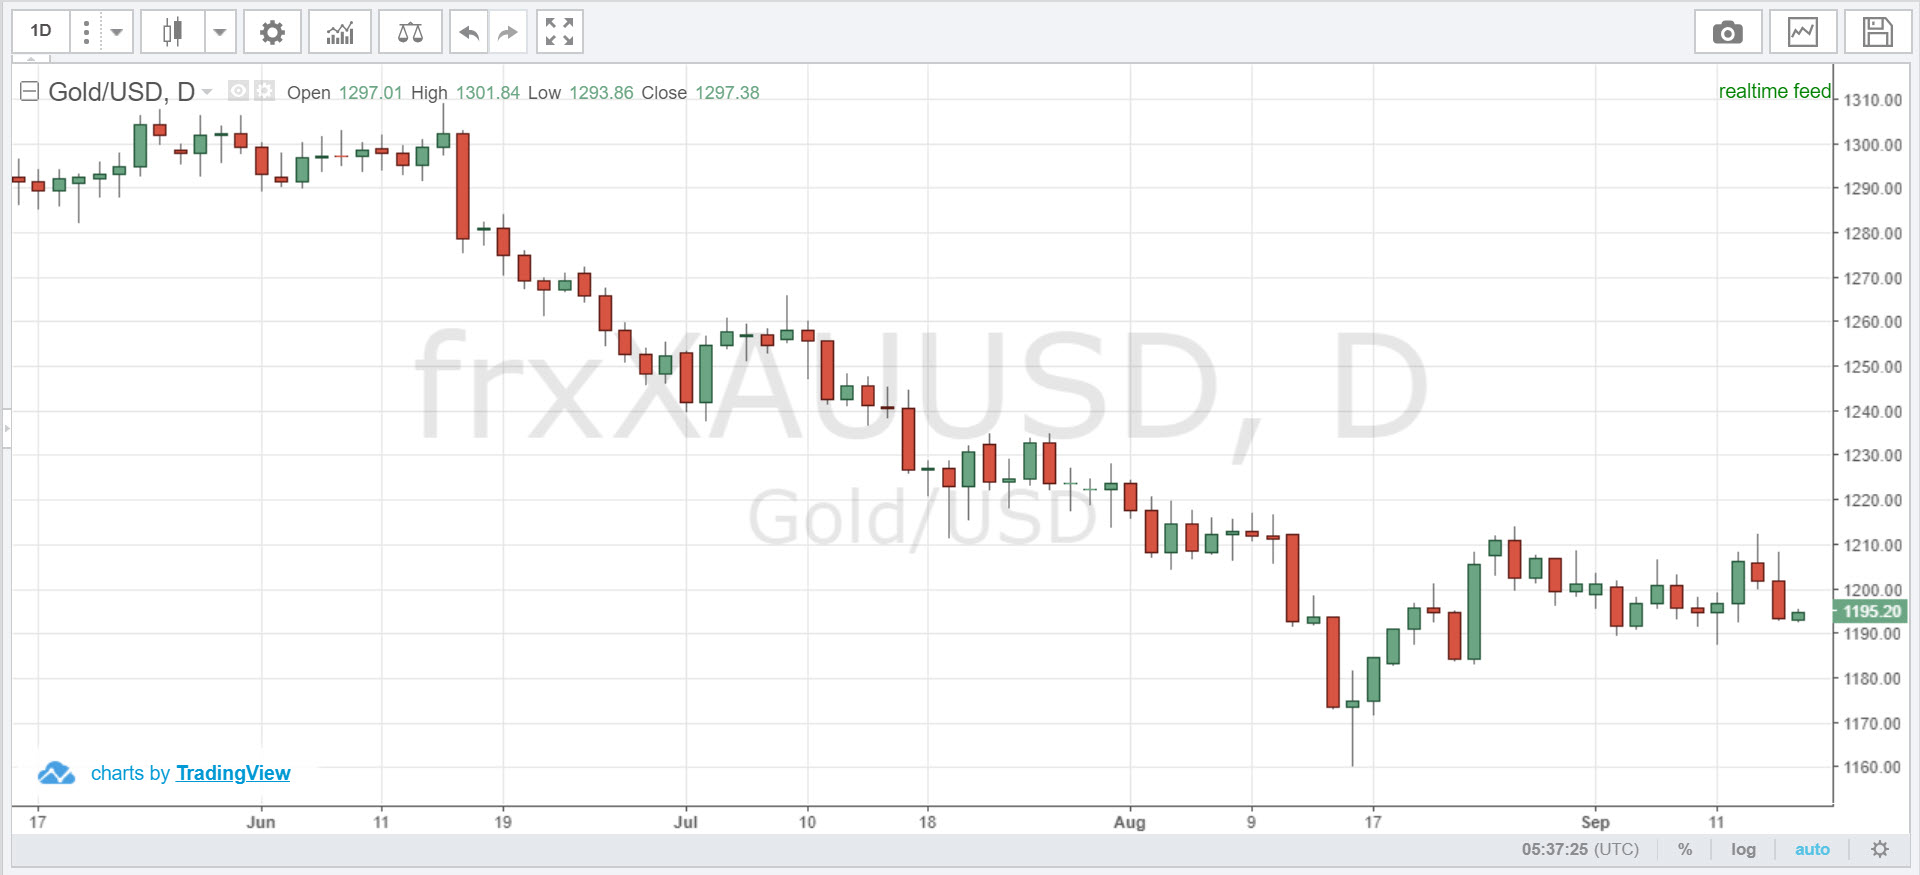 1D
Gold/USD, D Open 1297.01 High 1301.84 Low 1293.86 Close 1297.38
realtime feed
1310.00
1300.00
1290.00
1280.00
1270.00
1260.00
1250.00
1240.00
1230.00
1220.00
1210.00
1200.00
1195.20
1190.00
1180.00
1170.00
1160.00
frxXAUUSD, D
Gold/USD
charts by TradingView
17 Jun 11 19 Jul 10 18 Aug 9 17 Sep 11
05:37:25 (UTC) % log auto